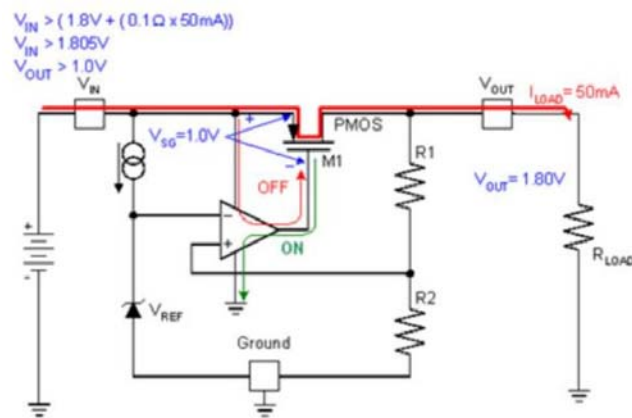 V_IN > (1.8V + (0.1Ω x 50mA))
V_IN > 1.805V
V_OUT > 1.0V
V_IN
V_OUT
I_LOAD = 50mA
+
PMOS
V_SG=1.0V
-
M1
R1
OFF
V_OUT = 1.80V
-
+
+
ON
R_LOAD
-
R2
V_REF
Ground